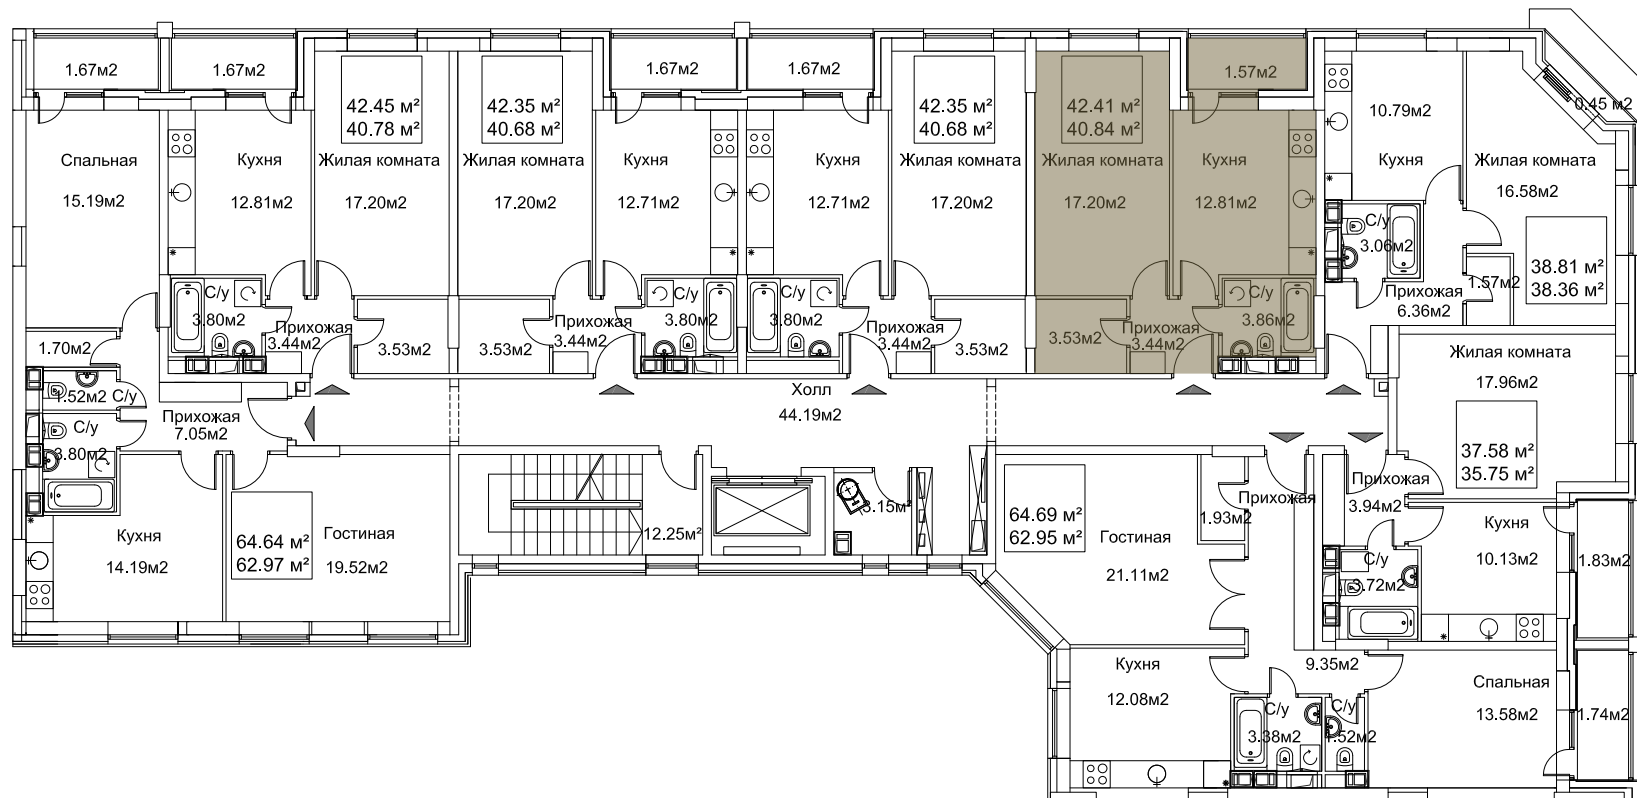 1.67м2
1.67м2
1.67м2
1.67м2
1.57м2
42.45 м²
40.78 м²
42.35 м²
40.68 м²
42.35 м²
40.68 м²
42.41 м²
40.84 м²
10.79м2
0.45 м2
Спальная
15.19м2
Кухня
12.81м2
Жилая комната
17.20м2
Жилая комната
17.20м2
Кухня
12.71м2
Кухня
12.71м2
Жилая комната
17.20м2
Жилая комната
17.20м2
Кухня
12.81м2
Кухня
Жилая комната
16.58м2
С/у
3.06м2
38.81 м²
38.36 м²
1.57м2
Прихожая
6.36м2
С/у
3.80м2
Прихожая
3.44м2
3.53м2
3.53м2
Прихожая
3.44м2
С/у
3.80м2
С/у
3.80м2
Прихожая
3.44м2
3.53м2
3.53м2
Прихожая
3.44м2
С/у
3.86м2
1.70м2
1.52м2 С/у
С/у
3.80м2
Прихожая
7.05м2
Холл
44.19м2
Жилая комната
17.96м2
37.58 м²
35.75 м²
Прихожая
3.94м2
Кухня
14.19м2
64.64 м²
62.97 м²
Гостиная
19.52м2
12.25м²
3.15м²
64.69 м²
62.95 м²
Гостиная
21.11м2
Прихожая
1.93м2
Кухня
10.13м2
1.83м2
С/у
3.72м2
Кухня
12.08м2
9.35м2
С/у
3.38м2
С/у
1.52м2
Спальная
13.58м2
1.74м2